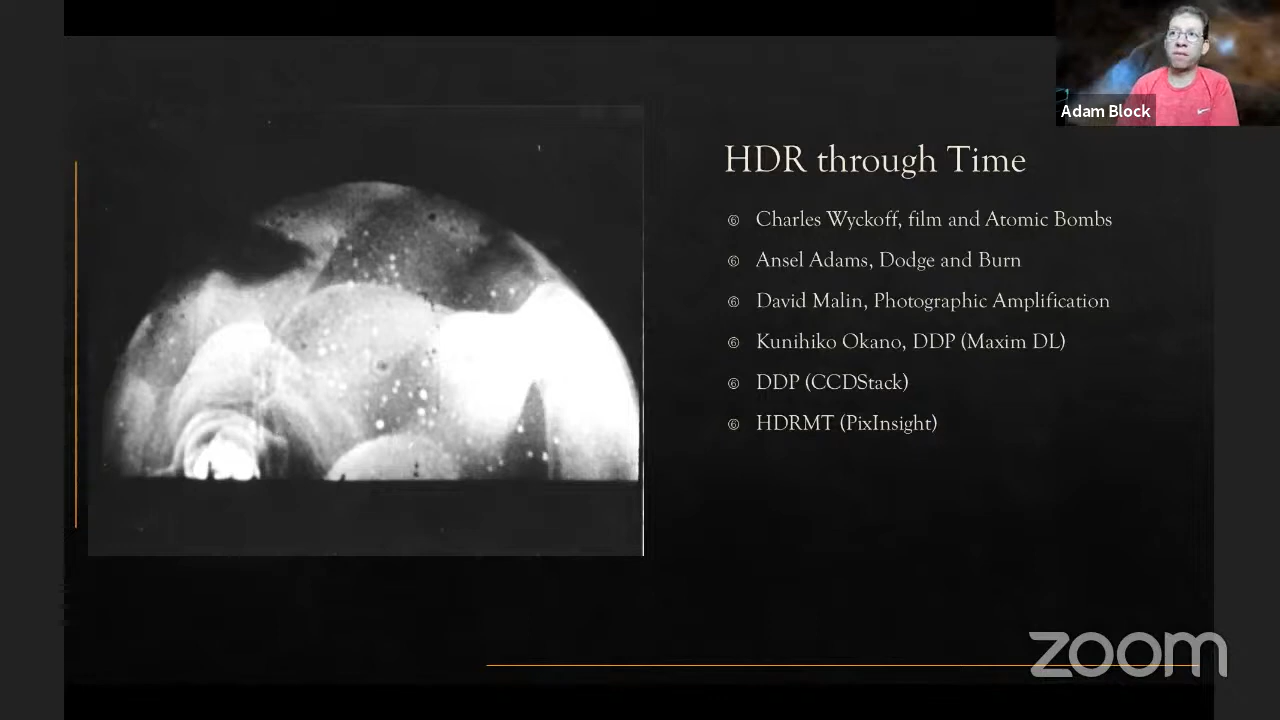 Adam Block
HDR through Time
Charles Wyckoff, film and Atomic Bombs
Ansel Adams, Dodge and Burn
David Malin, Photographic Amplification
Kunihiko Okano, DDP (Maxim DL)
DDP (CCDStack)
HDRMT (PixInsight)
zoom